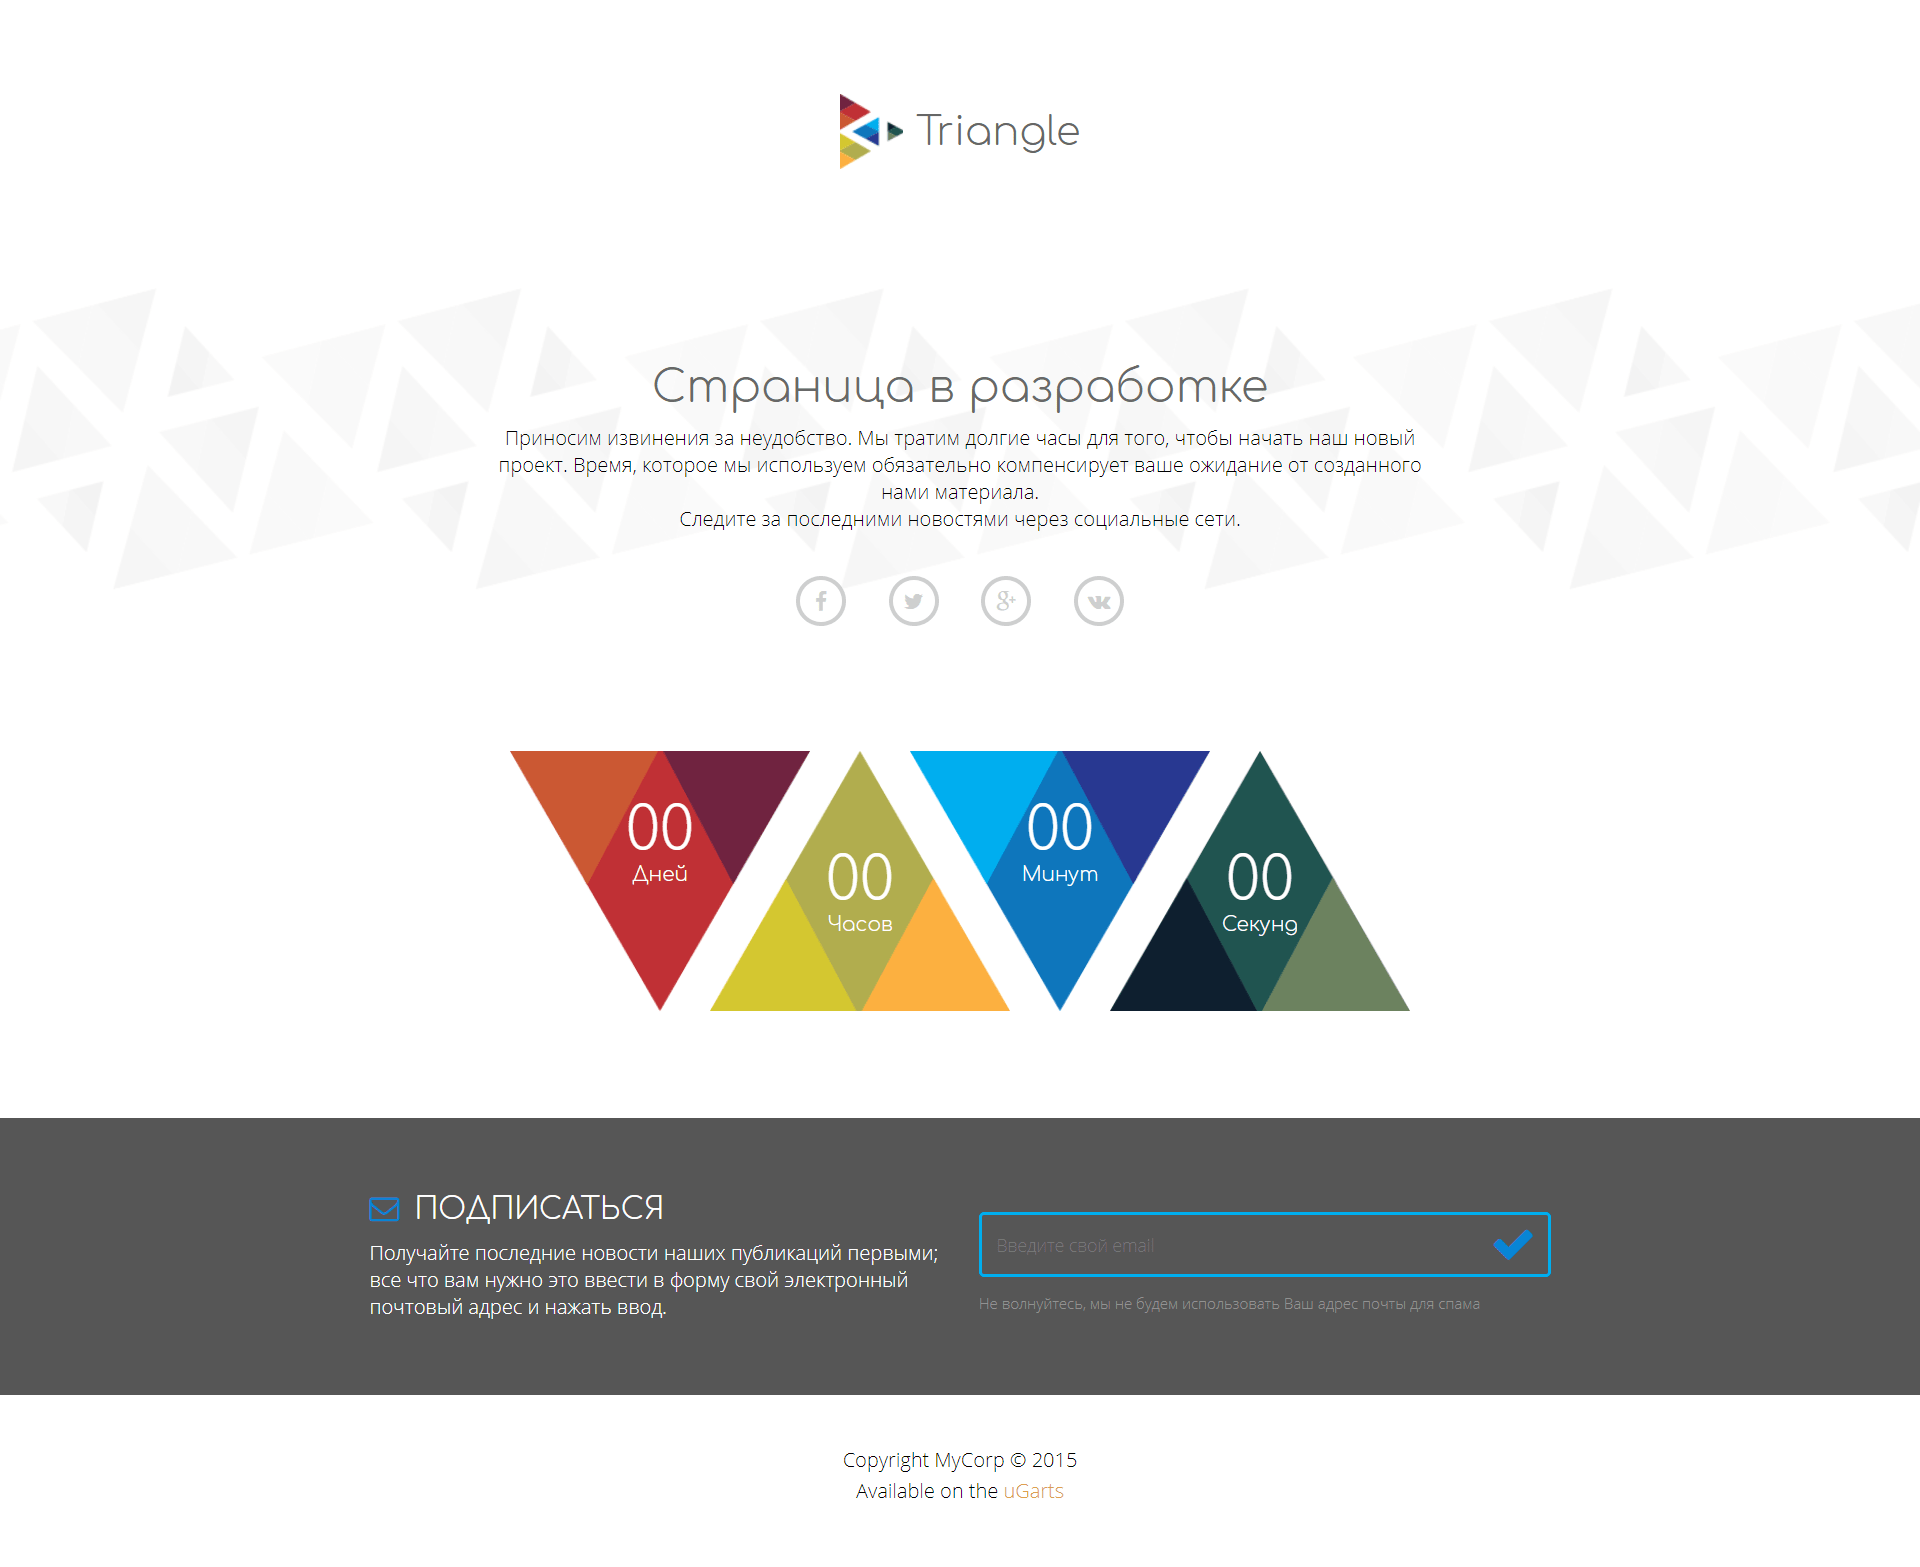 Triangle
Страница в разработке
Приносим извинения за неудобство. Мы тратим долгие часы для того, чтобы начать наш новый
проект. Время, которое мы используем обязательно компенсирует ваше ожидание от созданного
нами материала.
Следите за последними новостями через социальные сети.
00
Дней
00
Часов
00
Минут
00
Секунд
ПОДПИСАТЬСЯ
Получайте последние новости наших публикаций первыми;
все что вам нужно это ввести в форму свой электронный
почтовый адрес и нажать ввод.
Введите свой email
Не волнуйтесь, мы не будем использовать Ваш адрес почты для спама
Copyright MyCorp © 2015
Available on the uGarts